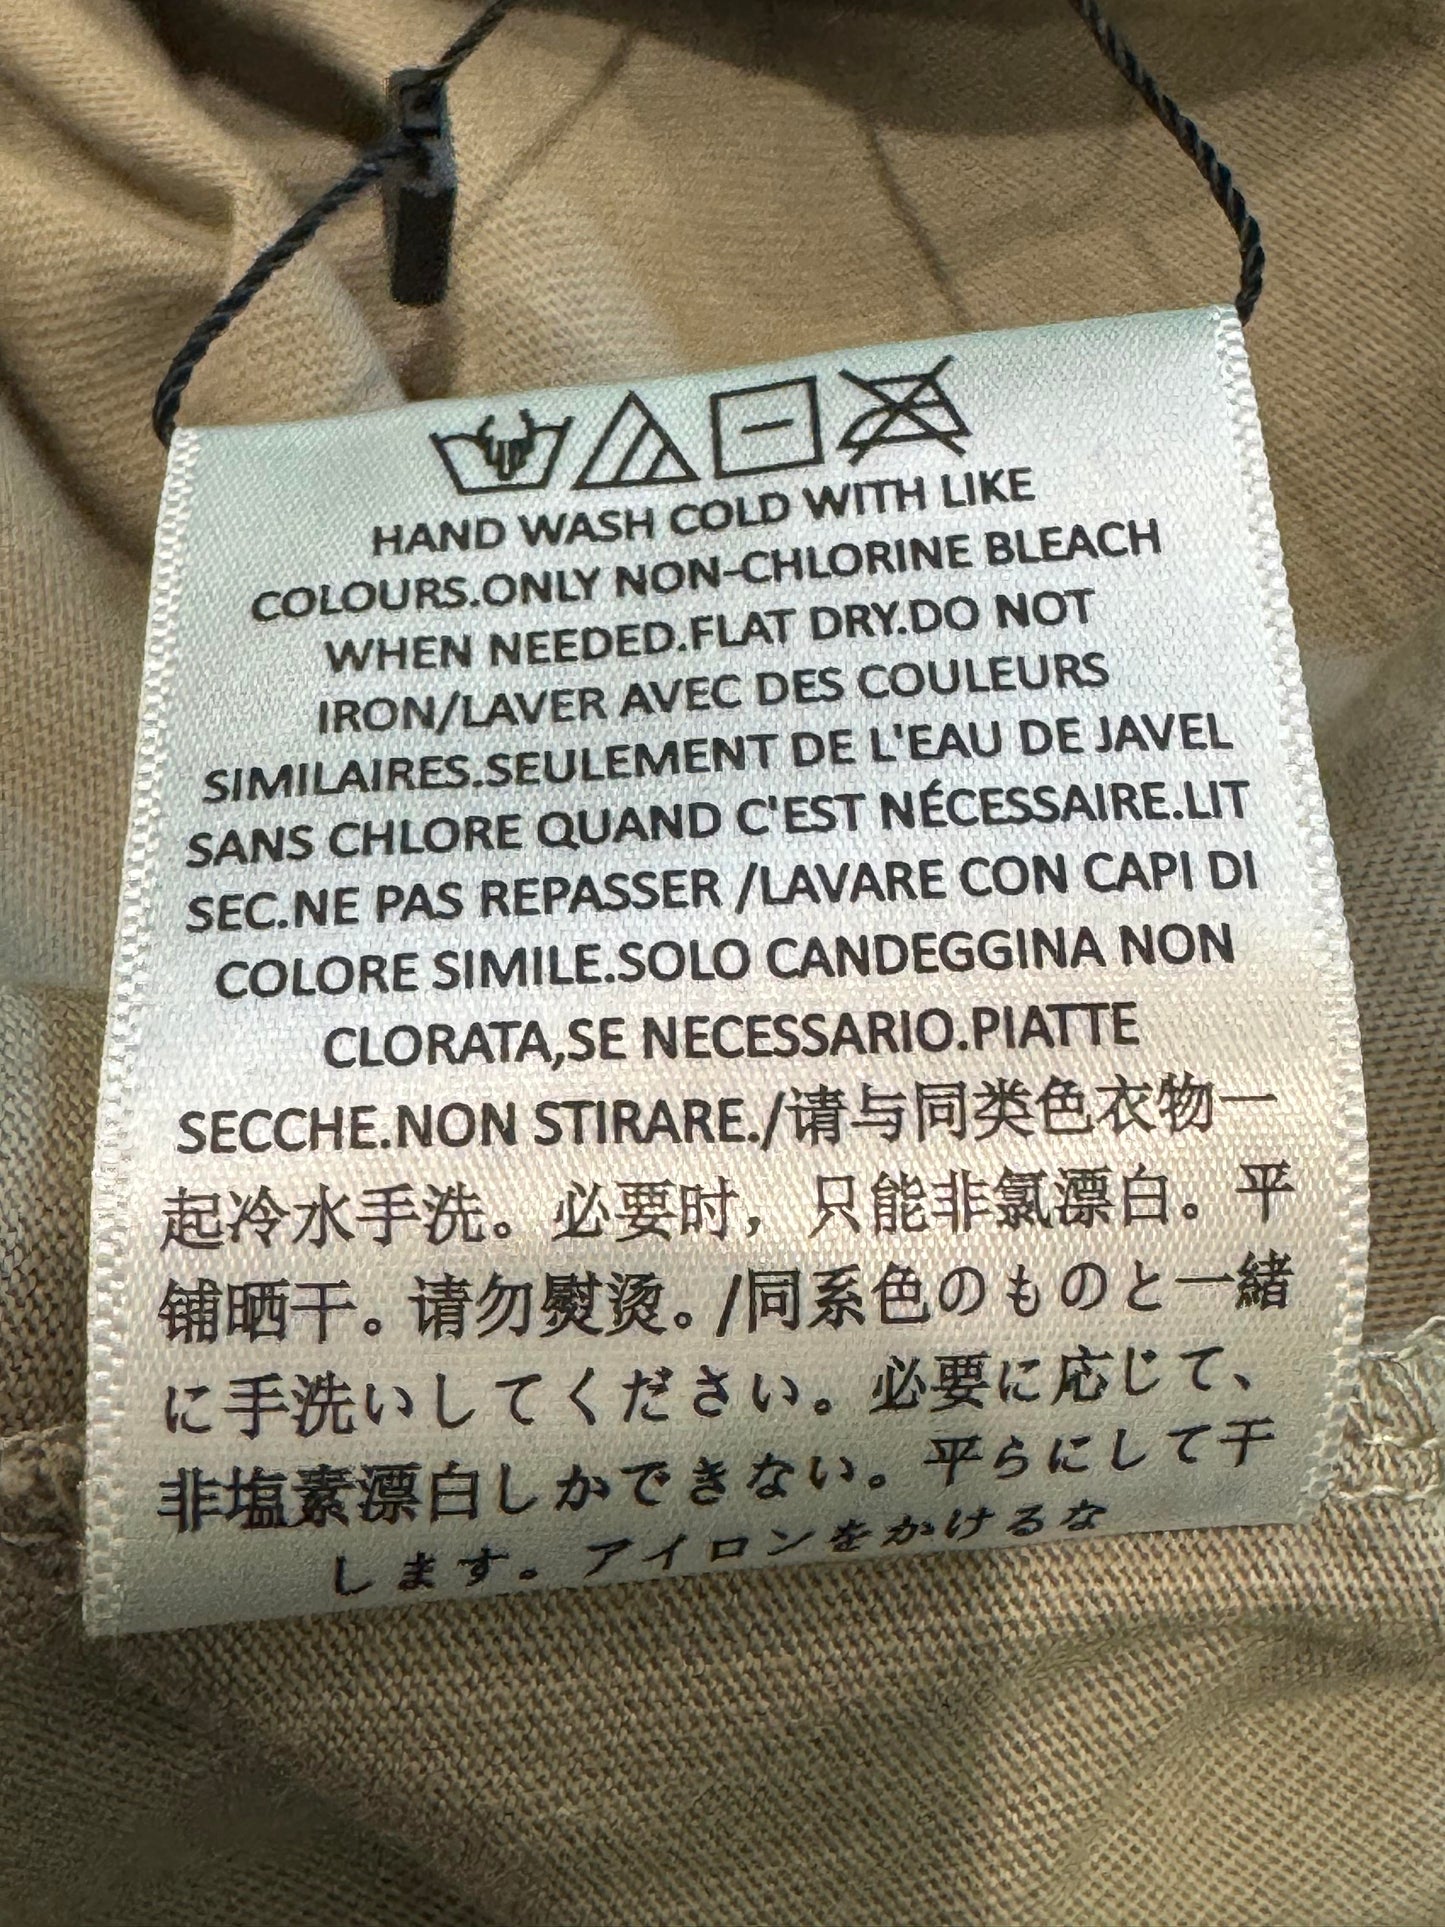 HAND WASH COLD WITH LIKE
COLOURS.ONLY NON-CHLORINE BLEACH
WHEN NEEDED.FLAT DRY.DO NOT
IRON/LAVER AVEC DES COULEURS
SIMILAIRES.SEULEMENT DE L'EAU DE JAVEL
SANS CHLORE QUAND C'EST NÉCESSAIRE.LIT
SEC.NE PAS REPASSER /LAVARE CON CAPI DI
COLORE SIMILE.SOLO CANDEGGINA NON
CLORATA,SE NECESSARIO.PIATTE
SECCHE.NON STIRARE./请与同类色衣物一
起冷水手洗。必要时，只能非氯漂白。平
铺晒干。请勿熨烫。/同系色のものと一緒
に手洗いしてください。必要に応じて、
非塩素漂白しかできない。平らにして干
します。アイロンをかけるな